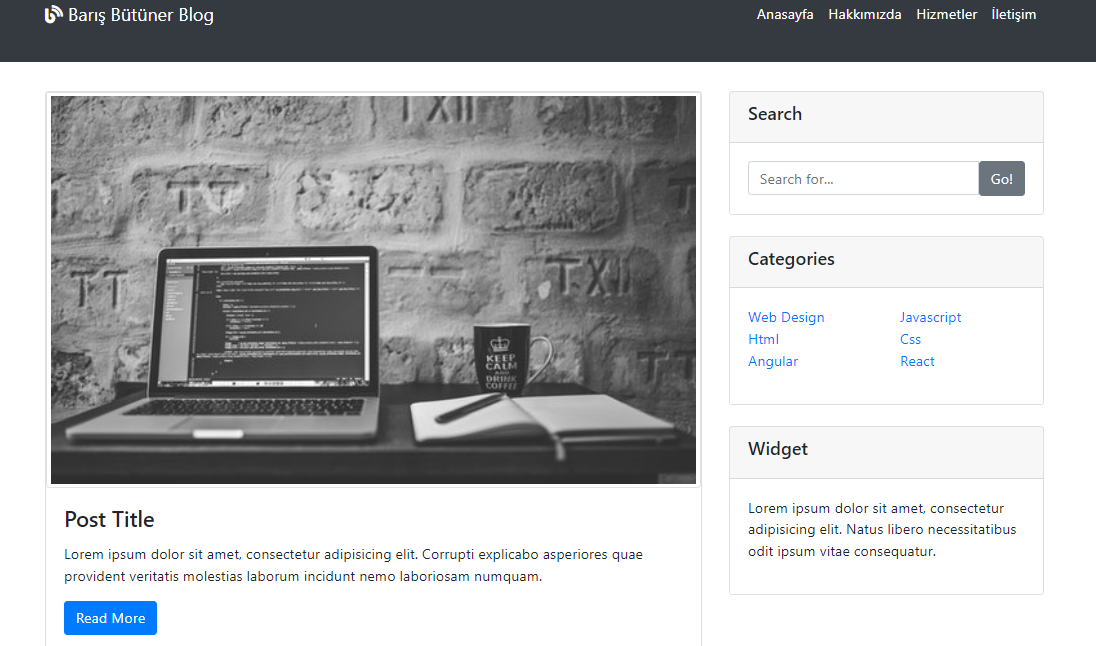 Barış Bütüner Blog
Anasayfa Hakkımızda Hizmetler İletişim
TXII
TT
TXII
KEEP
CALM
AND
DRINK
COFFEE
Post Title
Lorem ipsum dolor sit amet, consectetur adipisicing elit. Corrupti explicabo asperiores quae
provident veritatis molestias laborum incidunt nemo laboriosam numquam.
Read More
Search
Search for...
Go!
Categories
Web Design
Html
Angular
Javascript
Css
React
Widget
Lorem ipsum dolor sit amet, consectetur
adipisicing elit. Natus libero necessitatibus
odit ipsum vitae consequatur.